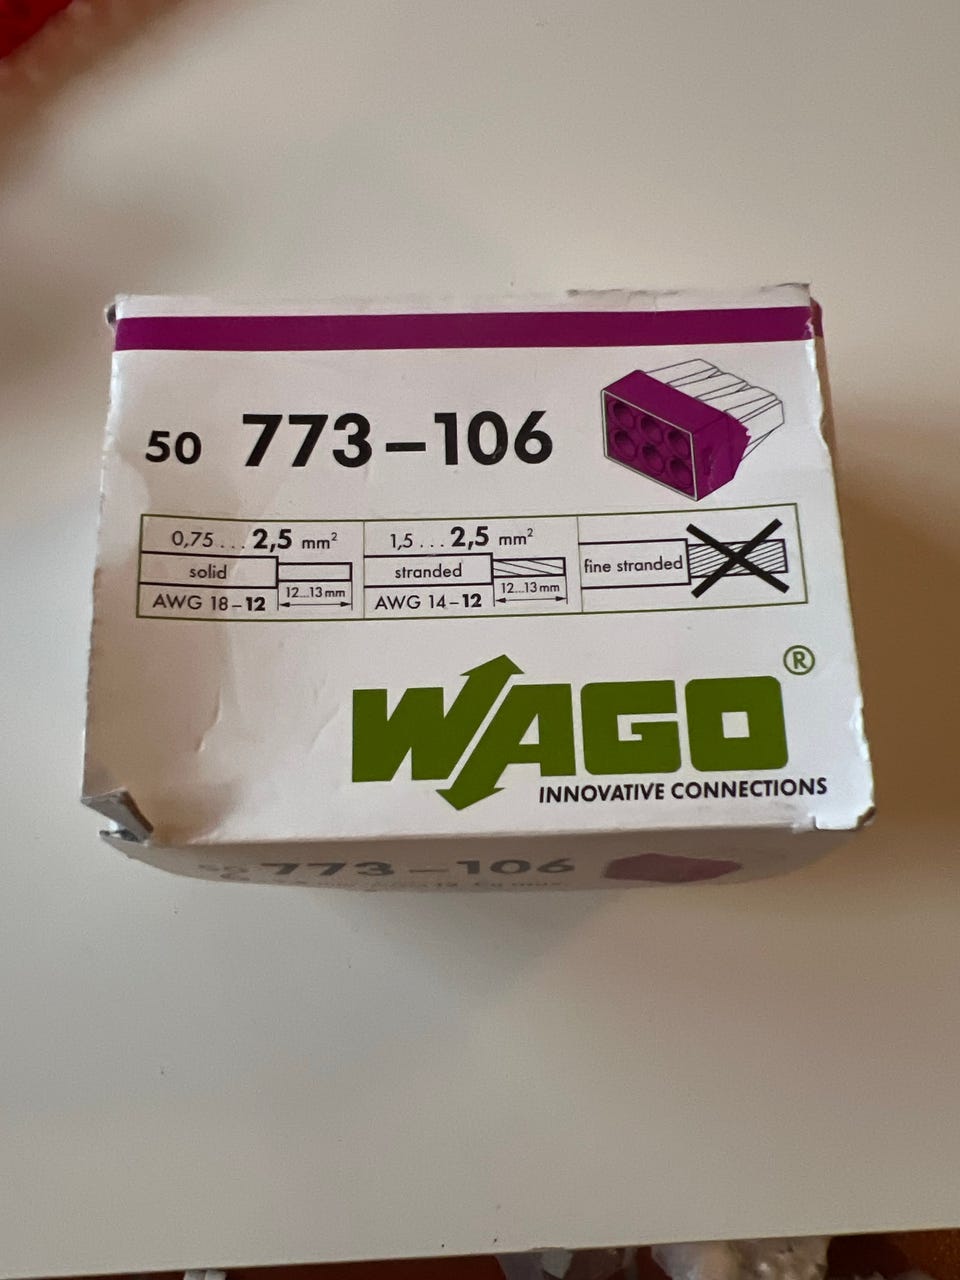 50 773–106
0,75 ... 2,5 mm²
solid
12...13 mm
AWG 18–12
1,5 ... 2,5 mm²
stranded
12...13 mm
AWG 14–12
fine stranded
WAGO®
INNOVATIVE CONNECTIONS
50 773–106